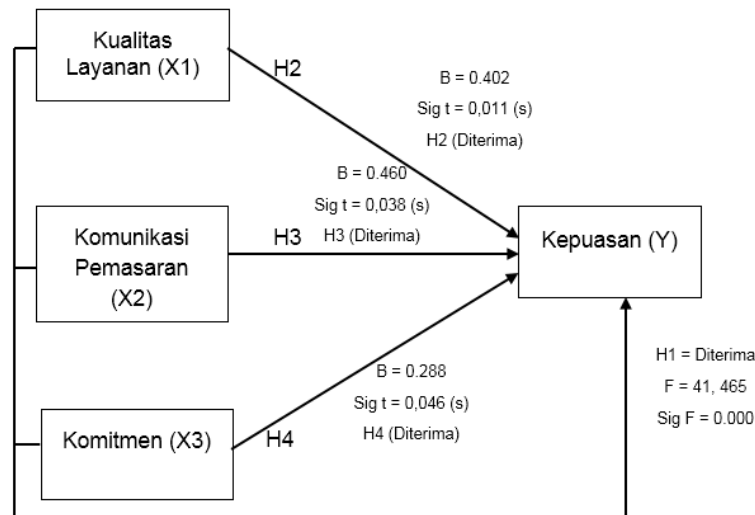 Kualitas
Layanan (X1)
H2
B = 0.402
Sig t = 0,011 (s)
H2 (Diterima)
B = 0.460
Sig t = 0,038 (s)
H3 (Diterima)
Komunikasi
Pemasaran
(X2)
H3
Kepuasan (Y)
H1 = Diterima
F = 41, 465
Sig F = 0.000
B = 0.288
Sig t = 0,046 (s)
H4 (Diterima)
Komitmen (X3)
H4